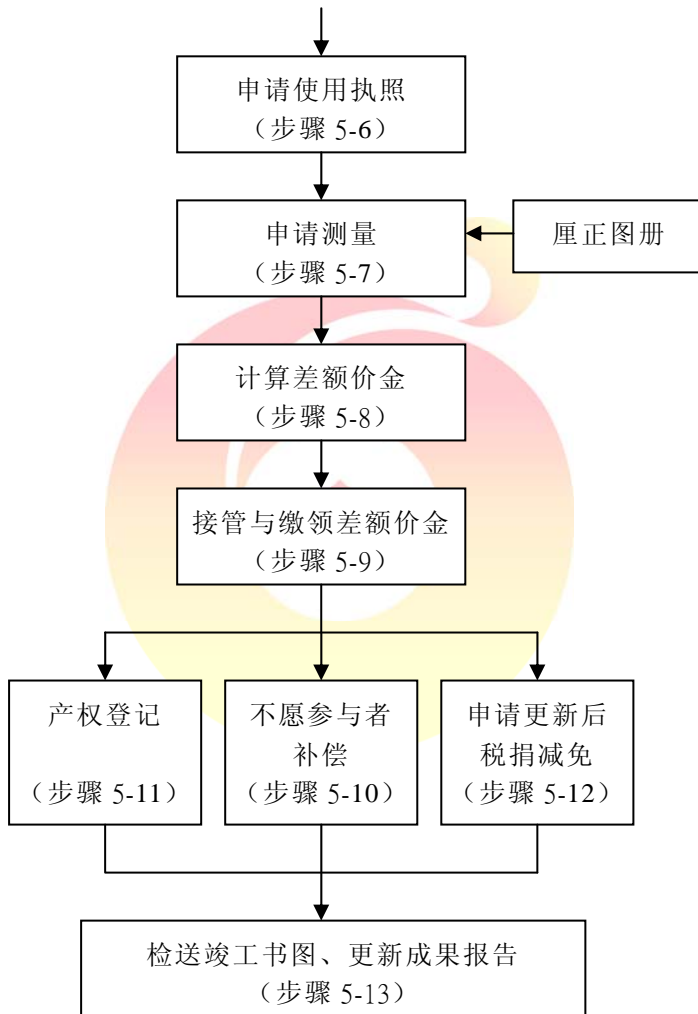 申请使用执照
（步骤 5-6）
申请测量
（步骤 5-7）
厘正图册
计算差额价金
（步骤 5-8）
接管与缴领差额价金
（步骤 5-9）
产权登记
（步骤 5-11）
不愿参与者
补偿
（步骤 5-10）
申请更新后
税捐减免
（步骤 5-12）
检送竣工书图、更新成果报告
（步骤 5-13）